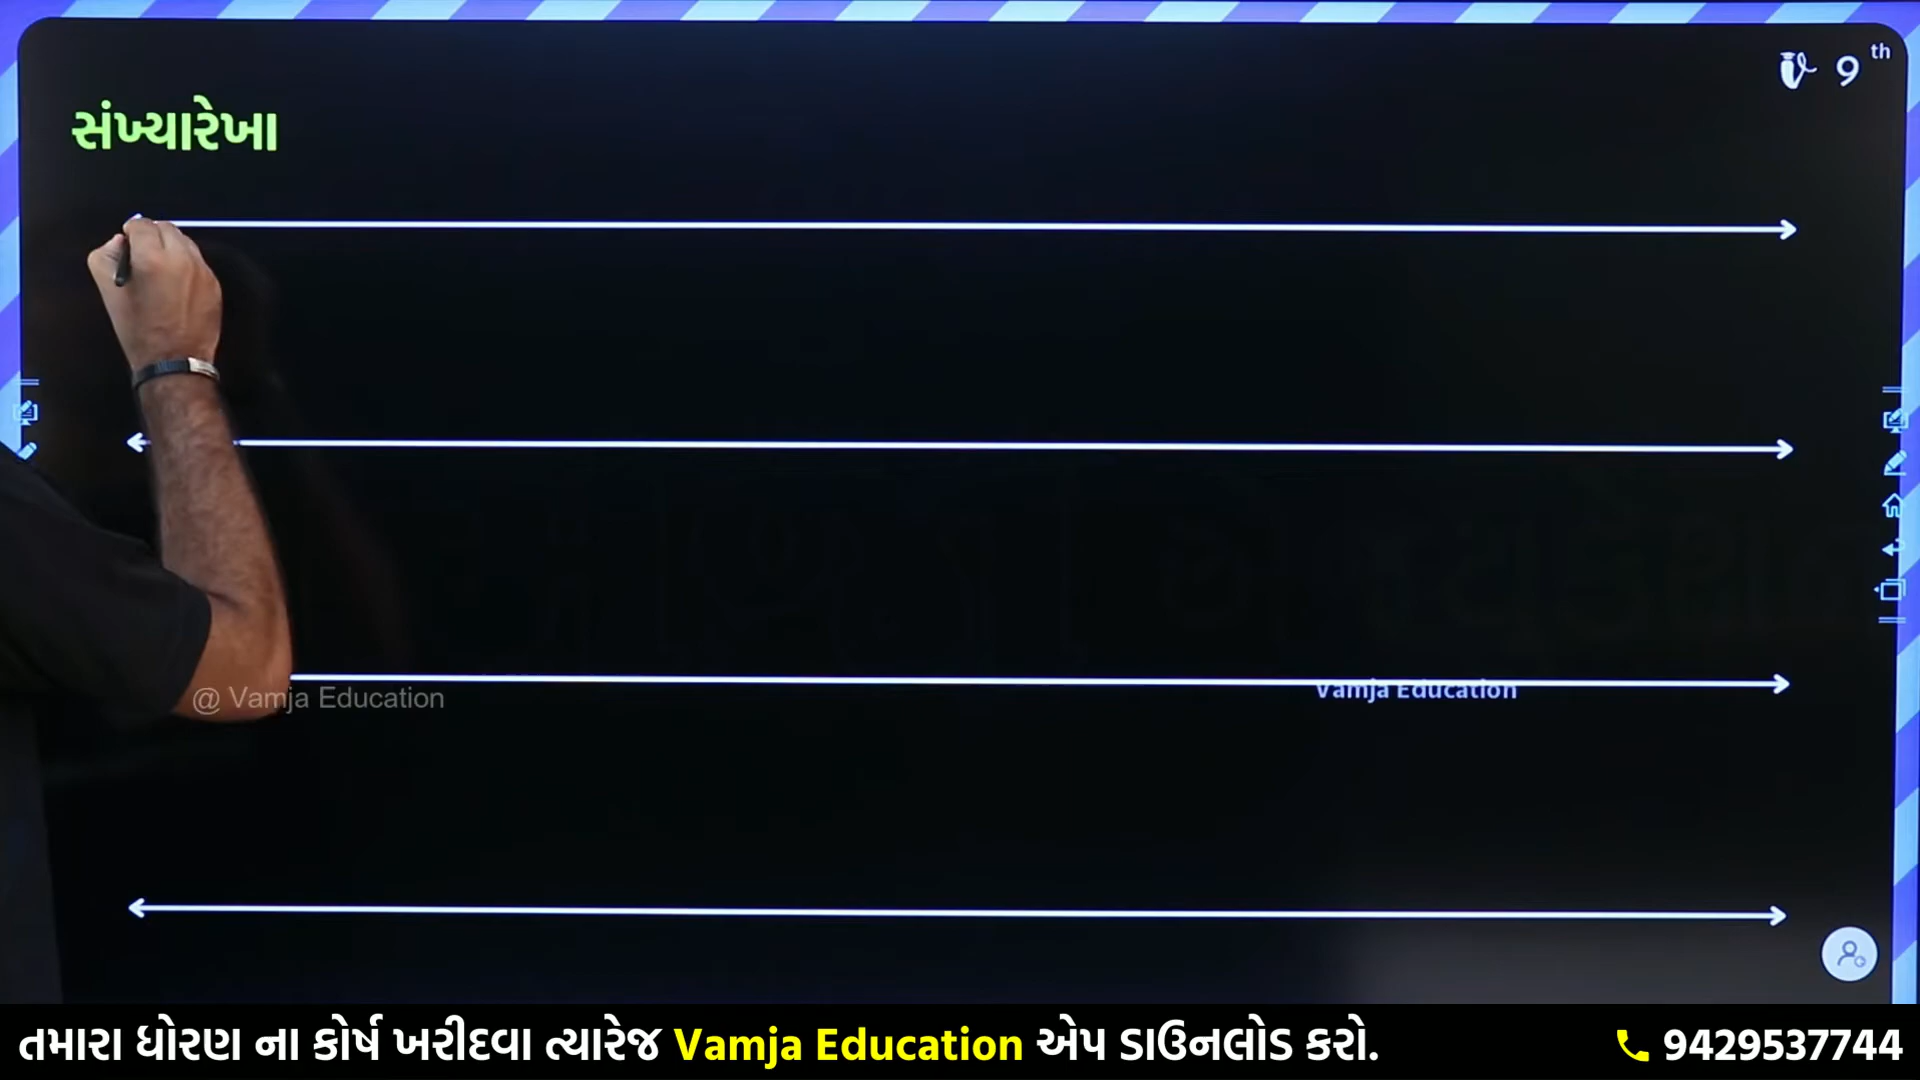 9th
સંખ્યારેખા
@ Vamja Education
Vamja Education
તમારા ધોરણ ના કોર્ષ ખરીદવા ત્યારેજ Vamja Education એપ ડાઉનલોડ કરો.
9429537744